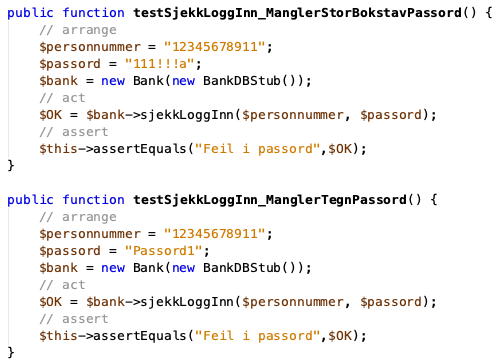 public function testSjekkLoggInn_ManglerStorBokstavPassord() {
    // arrange
    $personnummer = "12345678911";
    $passord = "111!!!a";
    $bank = new Bank(new BankDBStub());
    // act
    $OK = $bank->sjekkLoggInn($personnummer, $passord);
    // assert
    $this->assertEquals("Feil i passord",$OK);
}

public function testSjekkLoggInn_ManglerTegnPassord() {
    // arrange
    $personnummer = "12345678911";
    $passord = "Passord1";
    $bank = new Bank(new BankDBStub());
    // act
    $OK = $bank->sjekkLoggInn($personnummer, $passord);
    // assert
    $this->assertEquals("Feil i passord",$OK);
}